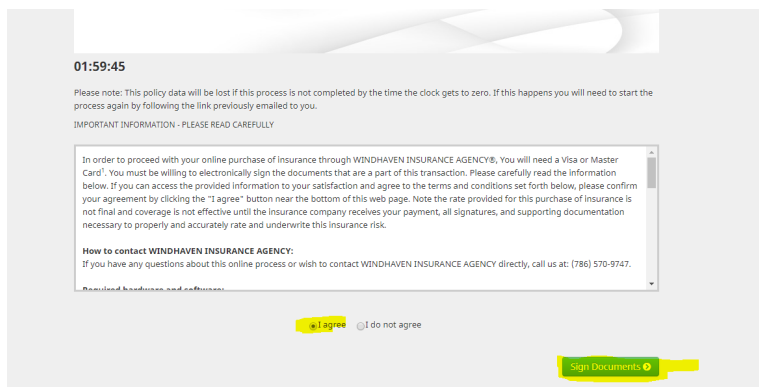 01:59:45
Please note: This policy data will be lost if this process is not completed by the time the clock gets to zero. If this happens you will need to start the
process again by following the link previously emailed to you.
IMPORTANT INFORMATION - PLEASE READ CAREFULLY
In order to proceed with your online purchase of insurance through WINDHAVEN INSURANCE AGENCY®, You will need a Visa or Master
Card1. You must be willing to electronically sign the documents that are a part of this transaction. Please carefully read the information
below. If you can access the provided information to your satisfaction and agree to the terms and conditions set forth below, please confirm
your agreement by clicking the "I agree" button near the bottom of this web page. Note the rate provided for this purchase of insurance is
not final and coverage is not effective until the insurance company receives your payment, all signatures, and supporting documentation
necessary to properly and accurately rate and underwrite this insurance risk.
How to contact WINDHAVEN INSURANCE AGENCY:
If you have any questions about this online process or wish to contact WINDHAVEN INSURANCE AGENCY directly, call us at: (786) 570-9747.
Required hardware and software:
I agree I do not agree
Sign Documents